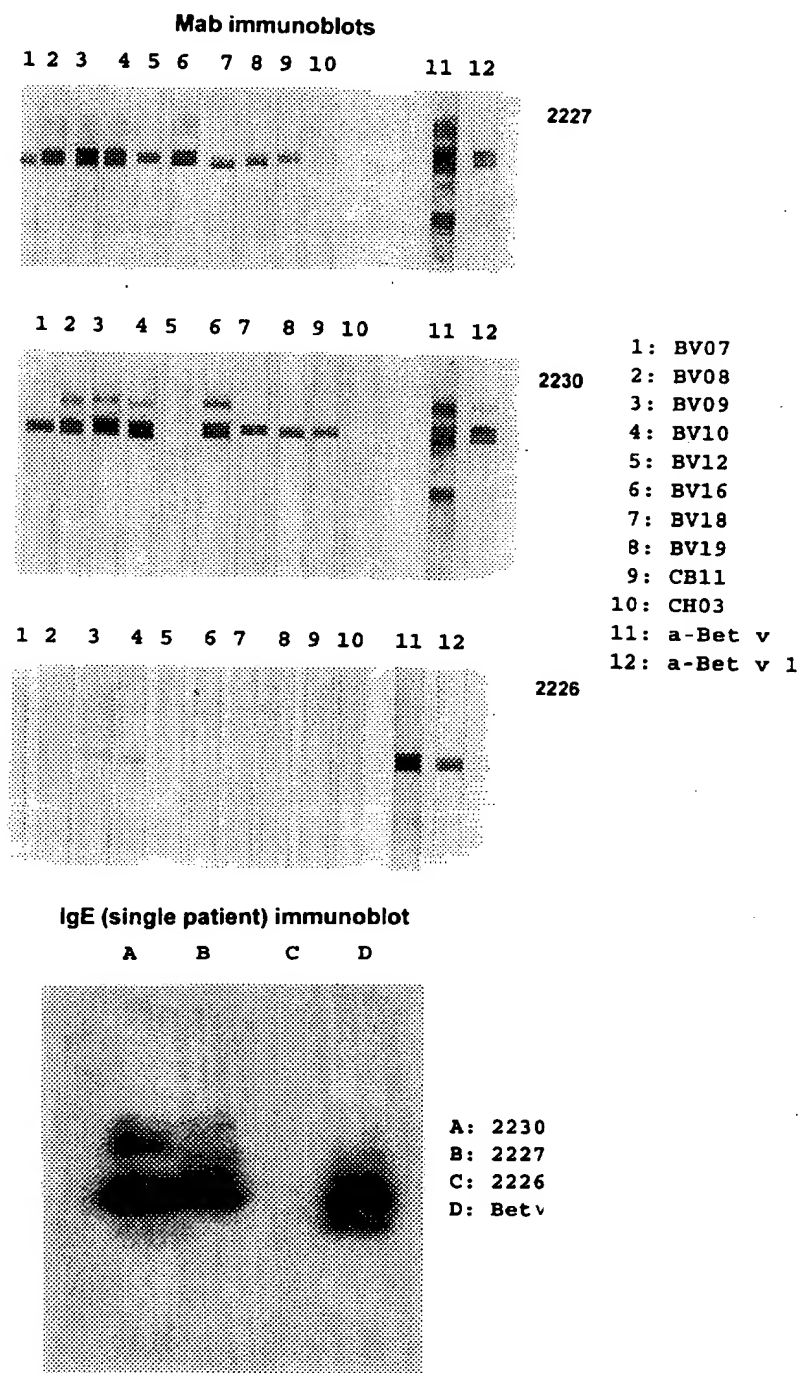 Mab immunoblots
1 2 3 4 5 6 7 8 9 10 11 12
2227
1 2 3 4 5 6 7 8 9 10 11 12
2230
1: BV07
2: BV08
3: BV09
4: BV10
5: BV12
6: BV16
7: BV18
8: BV19
9: CB11
10: CH03
11: a-Bet v
12: a-Bet v 1
1 2 3 4 5 6 7 8 9 10 11 12
2226
IgE (single patient) immunoblot
A B C D
A: 2230
B: 2227
C: 2226
D: Bet v